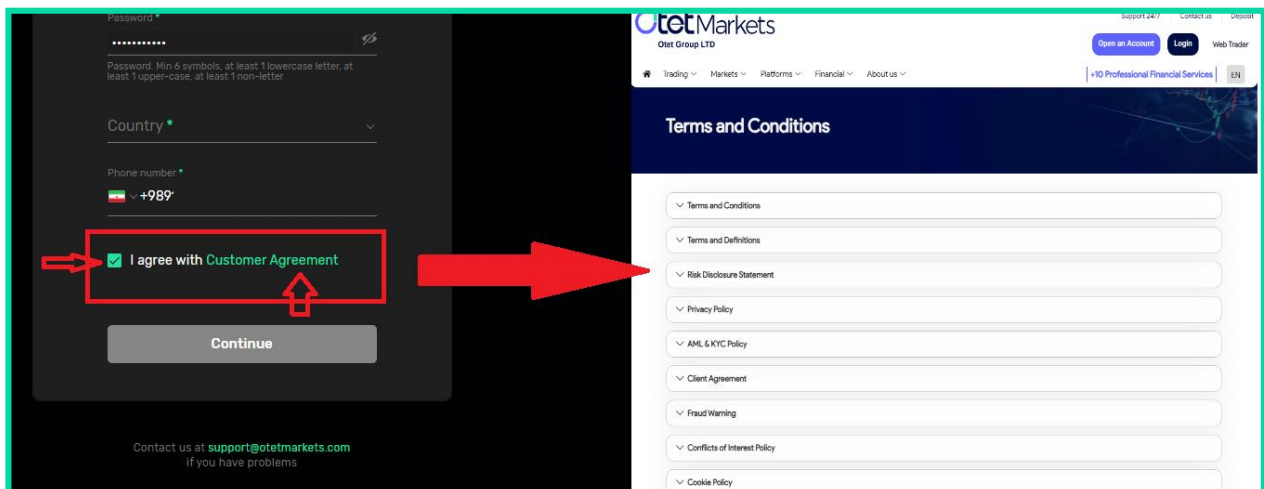 Password *
•••••••••••
Password. Min 6 symbols, at least 1 lowercase letter, at
least 1 upper-case, at least 1 non-letter
Country *
Phone number *
+989
I agree with Customer Agreement
Continue
Contact us at support@otetmarkets.com
if you have problems
OtetMarkets
Otet Group LTD
Support 24/7 Contact us Deposit
Open an Account Login Web Trader
Trading Markets Platforms Financial About us
+10 Professional Financial Services EN
Terms and Conditions
Terms and Conditions
Terms and Definitions
Risk Disclosure Statement
Privacy Policy
AML & KYC Policy
Client Agreement
Fraud Warning
Conflicts of Interest Policy
Cookie Policy